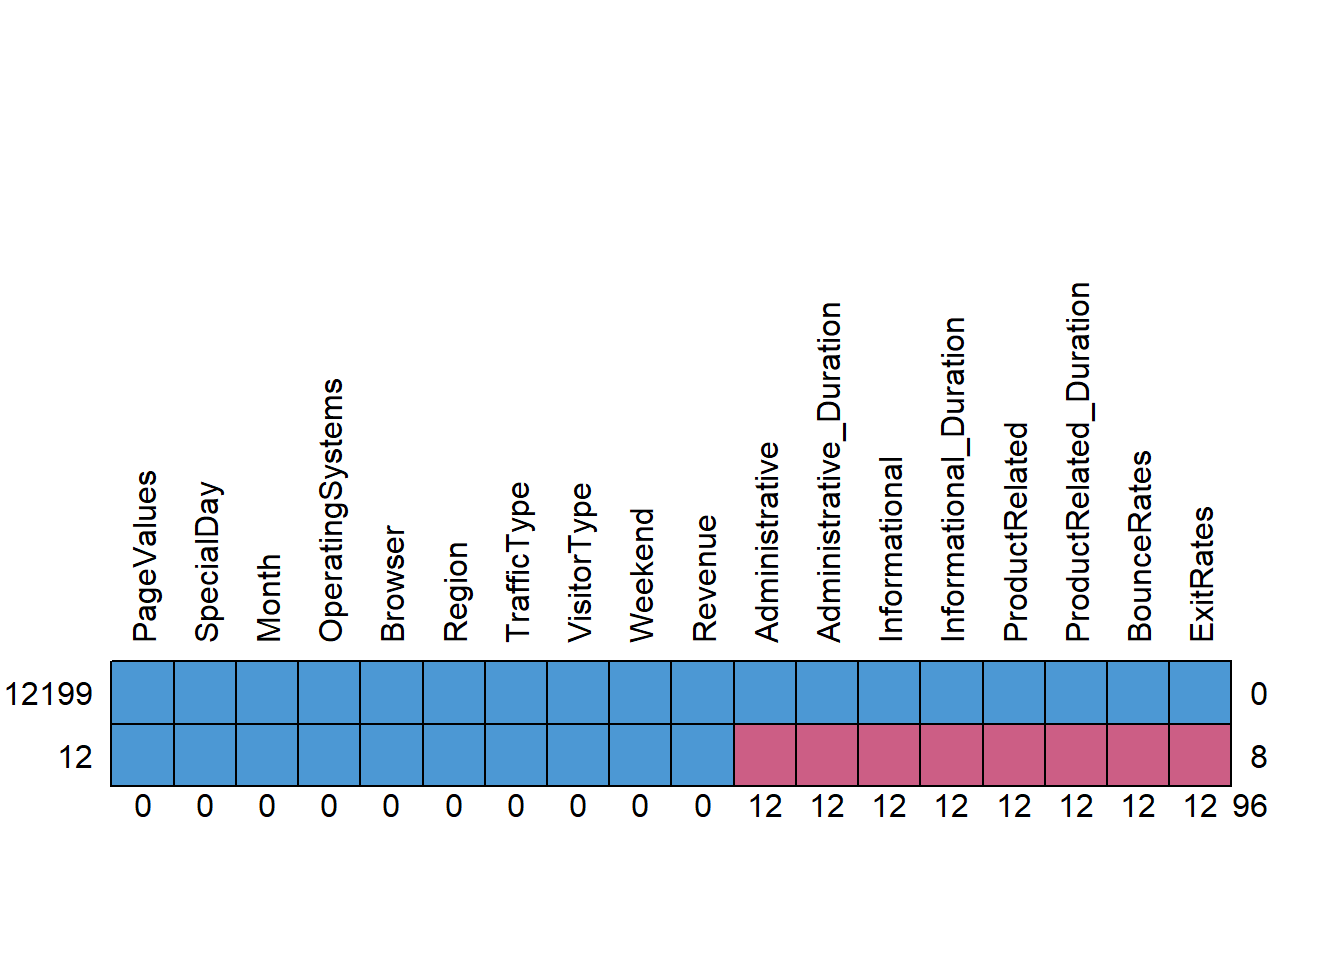 PageValues
SpecialDay
Month
OperatingSystems
Browser
Region
TrafficType
VisitorType
Weekend
Revenue
Administrative
Administrative_Duration
Informational
Informational_Duration
ProductRelated
ProductRelated_Duration
BounceRates
ExitRates
12199 0
12 8
0 0 0 0 0 0 0 0 0 0 12 12 12 12 12 12 12 12 96